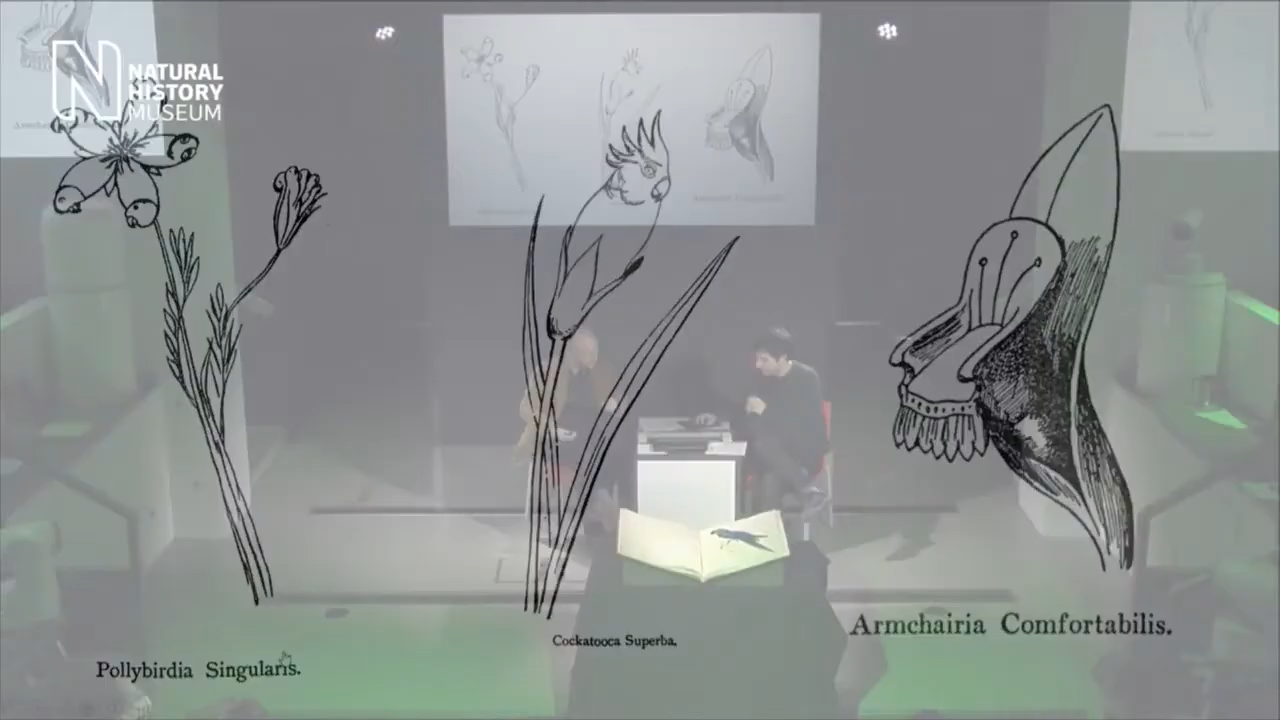 NATURAL
HISTORY
MUSEUM
Cockatooca Superba.
Armchairia Comfortabilis.
Pollybirdia Singularis.